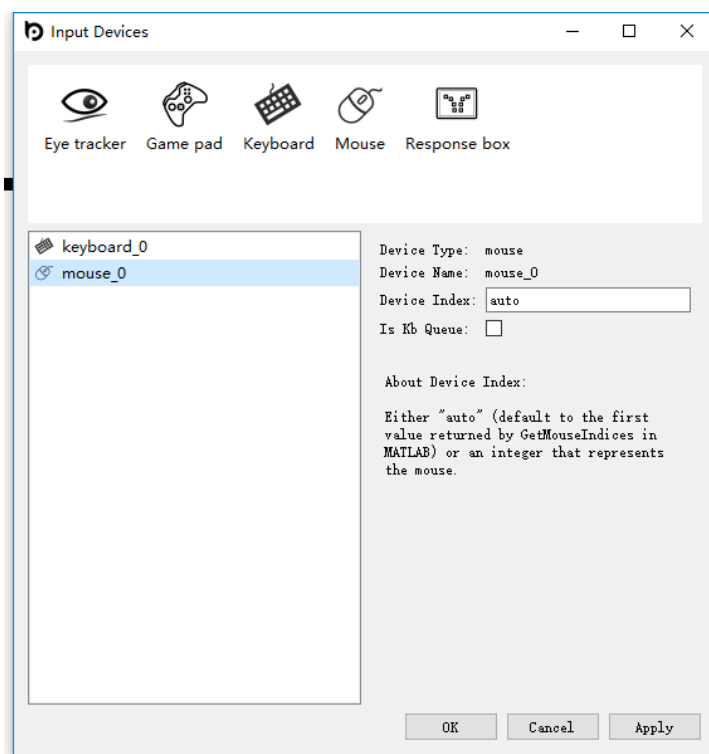 Input Devices
Eye tracker Game pad Keyboard Mouse Response box
keyboard_0
mouse_0
Device Type: mouse
Device Name: mouse_0
Device Index: auto
Is Kb Queue:
About Device Index:
Either "auto" (default to the first
value returned by GetMouseIndices in
MATLAB) or an integer that represents
the mouse.
OK Cancel Apply